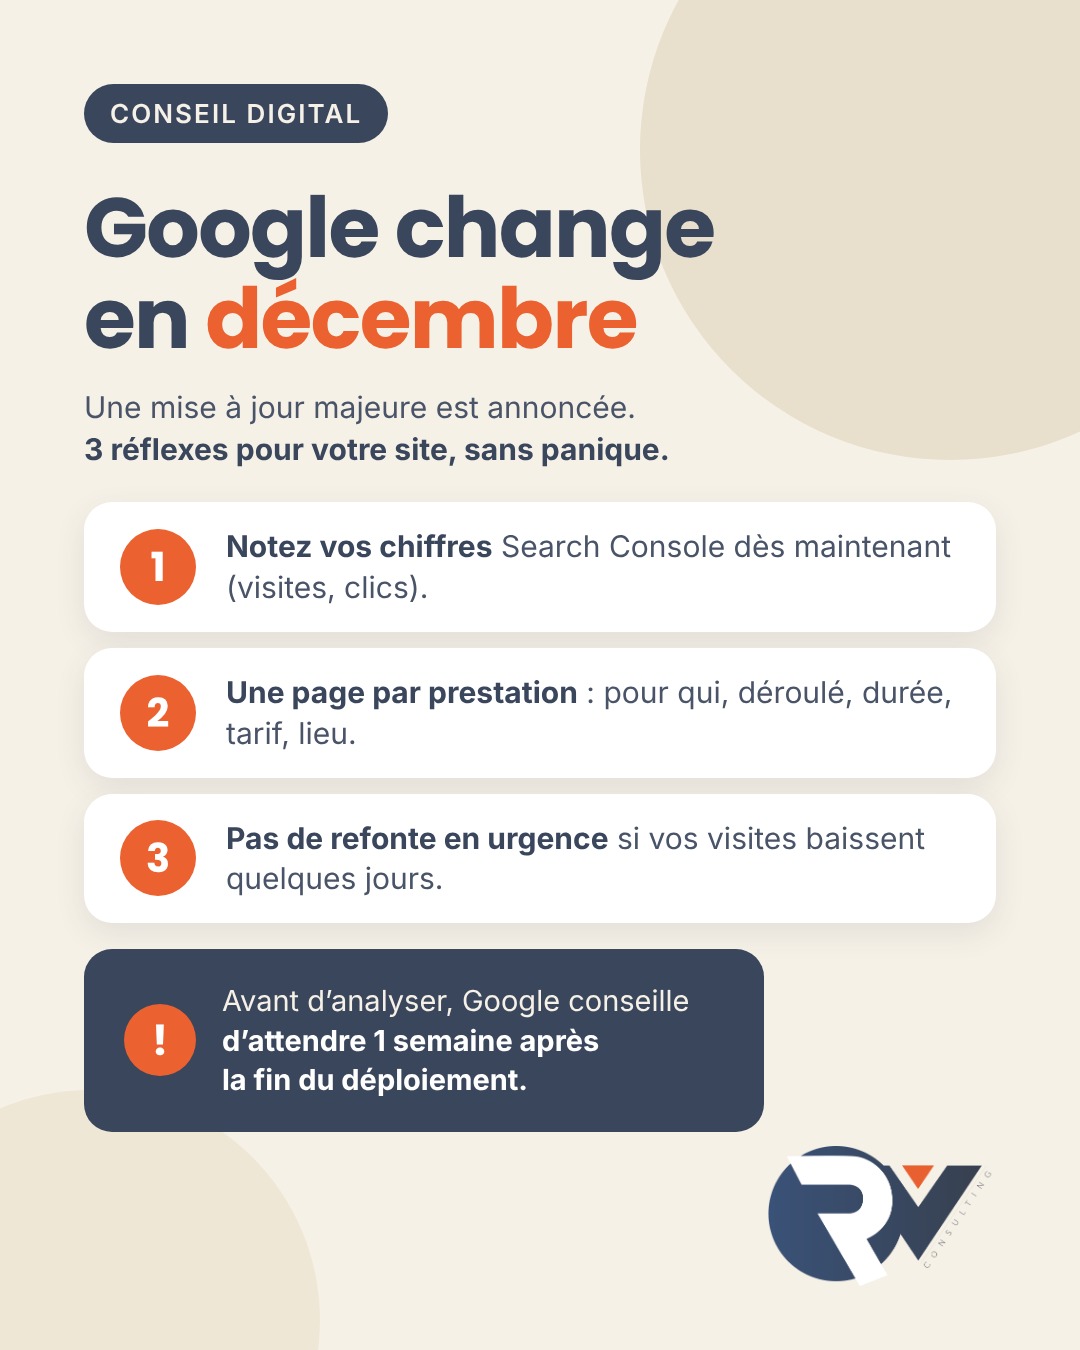 CONSEIL DIGITAL
Google change
en décembre
Une mise à jour majeure est annoncée.
3 réflexes pour votre site, sans panique.
1
Notez vos chiffres Search Console dès maintenant
(visites, clics).
2
Une page par prestation : pour qui, déroulé, durée,
tarif, lieu.
3
Pas de refonte en urgence si vos visites baissent
quelques jours.
!
Avant d’analyser, Google conseille
d’attendre 1 semaine après
la fin du déploiement.
RV
CONSULTING